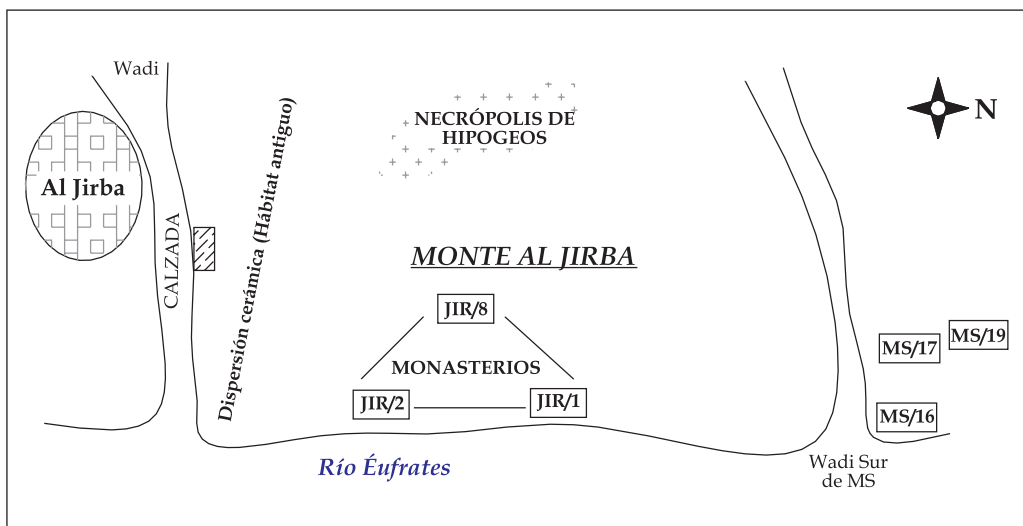 Wadi
Al Jirba
CALZADA
Dispersión cerámica (Hábitat antiguo)
NECRÓPOLIS DE
HIPOGEOS
N
MONTE AL JIRBA
JIR/8
MONASTERIOS
JIR/2
JIR/1
MS/17
MS/19
MS/16
Río Éufrates
Wadi Sur
de MS